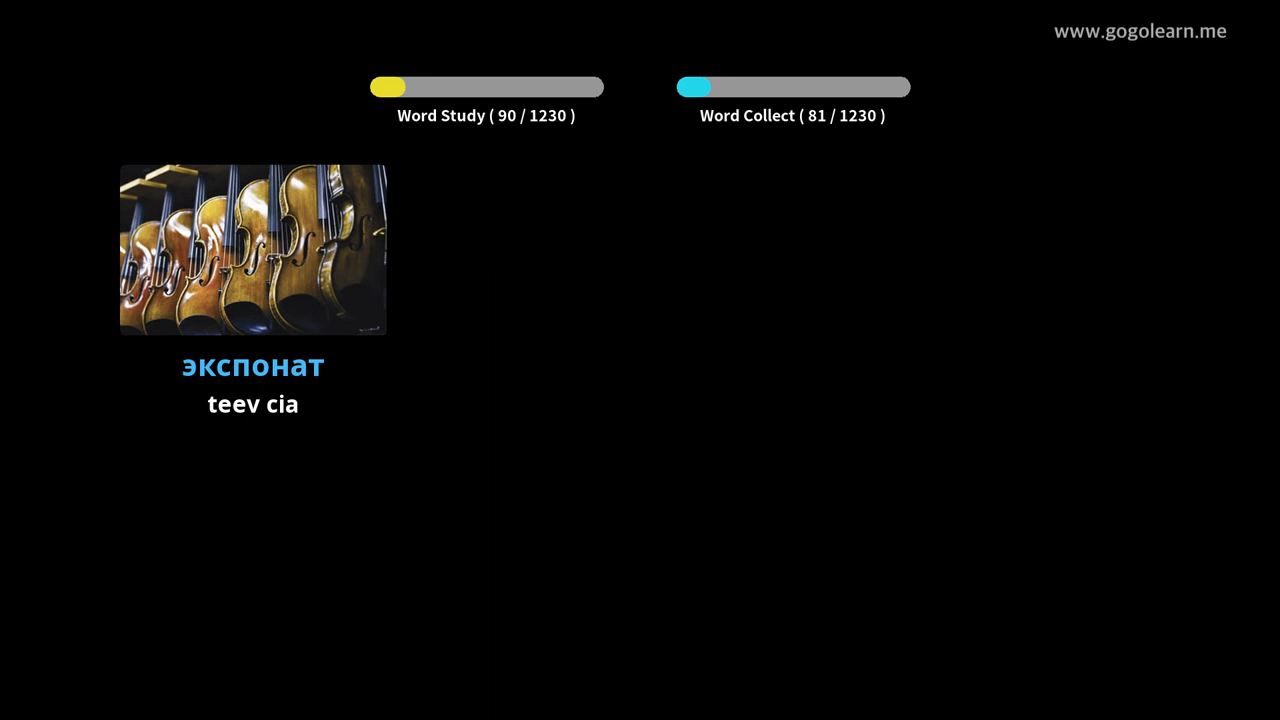 www.gogolearn.me
Word Study ( 90 / 1230 )
Word Collect ( 81 / 1230 )
экспонат
teev cia